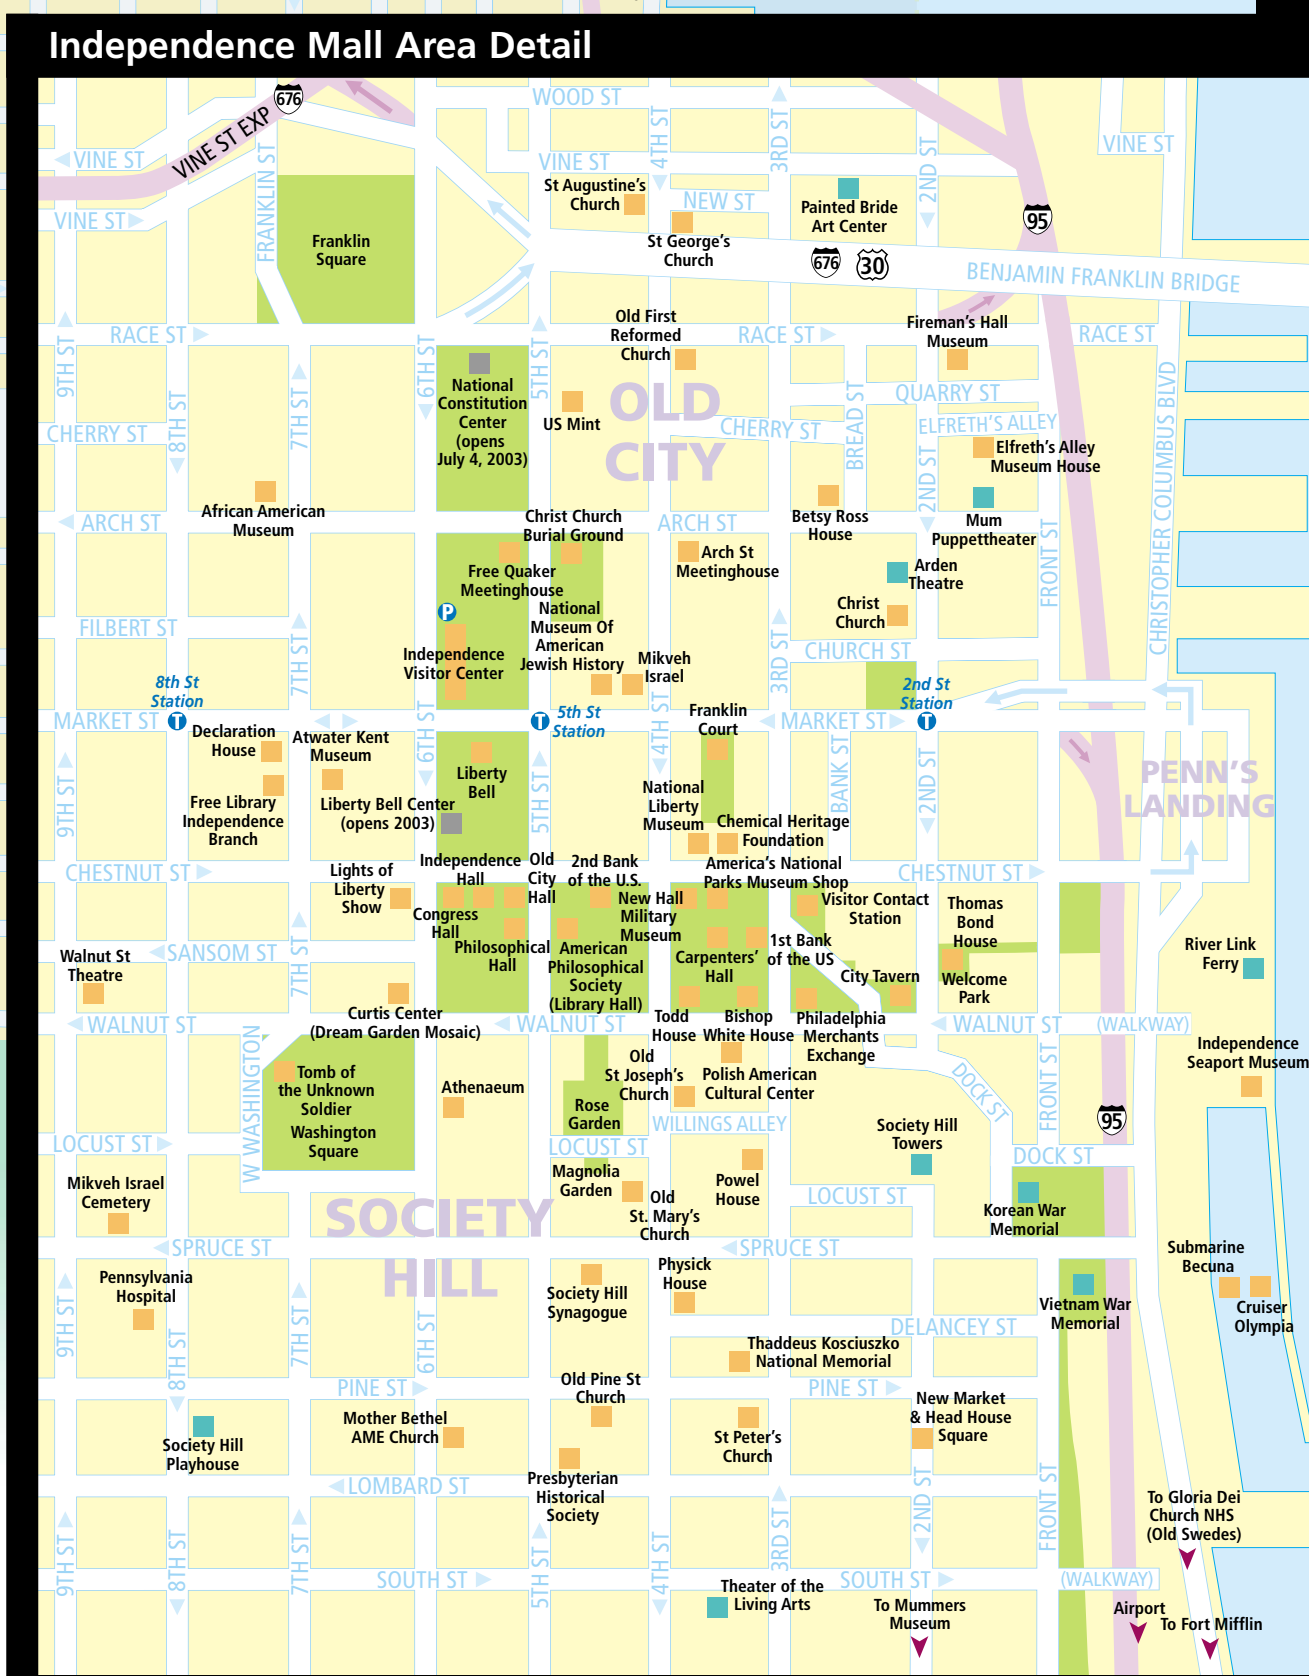 Independence Mall Area Detail
676
WOOD ST
VINE ST EXP
VINE ST
VINE ST
VINE ST
VINE ST
FRANKLIN ST
4TH ST
3RD ST
2ND ST
St Augustine's
Church
NEW ST
Painted Bride
Art Center
95
Franklin
Square
St George's
Church
676
30
BENJAMIN FRANKLIN BRIDGE
RACE ST
Old First
Reformed
Church
RACE ST
Fireman's Hall
Museum
RACE ST
9TH ST
8TH ST
7TH ST
6TH ST
5TH ST
National
Constitution
Center
(opens
July 4, 2003)
US Mint
OLD
CITY
QUARRY ST
CHERRY ST
CHERRY ST
BREAD ST
ELFRETH'S ALLEY
Elfreth's Alley
Museum House
2ND ST
CHRISTOPHER COLUMBUS BLVD
African American
Museum
Betsy Ross
House
Mum
Puppettheater
ARCH ST
Christ Church
Burial Ground
ARCH ST
FRONT ST
Free Quaker
Meetinghouse
Arch St
Meetinghouse
Arden
Theatre
P
National
Museum Of
American
Jewish History
Christ
Church
FILBERT ST
7TH ST
3RD ST
CHURCH ST
Independence
Visitor Center
Mikveh
Israel
8th St
Station
T
2nd St
Station
T
MARKET ST
5th St
Station
T
MARKET ST
6TH ST
4TH ST
Franklin
Court
Declaration
House
Atwater Kent
Museum
Liberty
Bell
9TH ST
5TH ST
BANK ST
2ND ST
PENN'S
LANDING
Free Library
Independence
Branch
Liberty Bell Center
(opens 2003)
National
Liberty
Museum
Chemical Heritage
Foundation
CHESTNUT ST
Lights of
Liberty
Show
Independence
Hall
Old
City
Hall
2nd Bank
of the U.S.
America's National
Parks Museum Shop
CHESTNUT ST
Congress
Hall
New Hall
Military
Museum
Visitor Contact
Station
Thomas
Bond
House
7TH ST
SANSOM ST
Philosophical
Hall
American
Philosophical
Society
(Library Hall)
Carpenters'
Hall
1st Bank
of the US
River Link
Ferry
Walnut St
Theatre
City Tavern
Welcome
Park
Curtis Center
(Dream Garden Mosaic)
WALNUT ST
WALNUT ST
Todd
House
Bishop
White House
Philadelphia
Merchants
Exchange
WALNUT ST
(WALKWAY)
W WASHINGTON
Old
St Joseph's
Church
Polish American
Cultural Center
Independence
Seaport Museum
Tomb of
the Unknown
Soldier
Athenaeum
Washington
Square
Rose
Garden
WILLINGS ALLEY
DOCK ST
FRONT ST
95
LOCUST ST
LOCUST ST
Society Hill
Towers
DOCK ST
Mikveh Israel
Cemetery
Magnolia
Garden
Powel
House
LOCUST ST
Old
St. Mary's
Church
Korean War
Memorial
SOCIETY
HILL
SPRUCE ST
SPRUCE ST
Submarine
Becuna
Pennsylvania
Hospital
Society Hill
Synagogue
Physick
House
Vietnam War
Memorial
Cruiser
Olympia
9TH ST
8TH ST
7TH ST
6TH ST
DELANCEY ST
Thaddeus Kosciuszko
National Memorial
PINE ST
Old Pine St
Church
PINE ST
New Market
& Head House
Square
Mother Bethel
AME Church
St Peter's
Church
Society Hill
Playhouse
LOMBARD ST
Presbyterian
Historical
Society
To Gloria Dei
Church NHS
(Old Swedes)
9TH ST
8TH ST
7TH ST
5TH ST
4TH ST
3RD ST
2ND ST
FRONT ST
SOUTH ST
SOUTH ST
(WALKWAY)
Theater of the
Living Arts
To Mummers
Museum
Airport
To Fort Mifflin